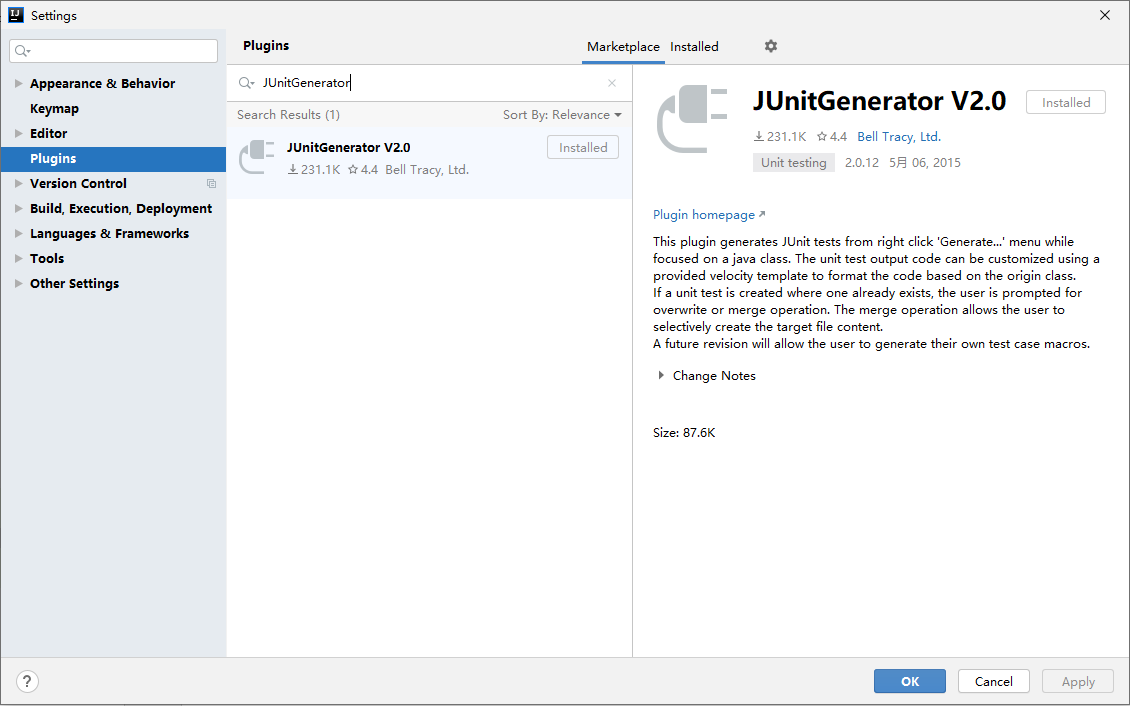 IJ Settings
Plugins
Marketplace Installed
Appearance & Behavior
Keymap
Editor
Plugins
Version Control
Build, Execution, Deployment
Languages & Frameworks
Tools
Other Settings
JUnitGenerator
Search Results (1) Sort By: Relevance
JUnitGenerator V2.0 Installed
231.1K 4.4 Bell Tracy, Ltd.
JUnitGenerator V2.0 Installed
231.1K 4.4 Bell Tracy, Ltd.
Unit testing 2.0.12 5月 06, 2015
Plugin homepage
This plugin generates JUnit tests from right click 'Generate...' menu while
focused on a java class. The unit test output code can be customized using a
provided velocity template to format the code based on the origin class.
If a unit test is created where one already exists, the user is prompted for
overwrite or merge operation. The merge operation allows the user to
selectively create the target file content.
A future revision will allow the user to generate their own test case macros.
Change Notes
Size: 87.6K
? OK Cancel Apply